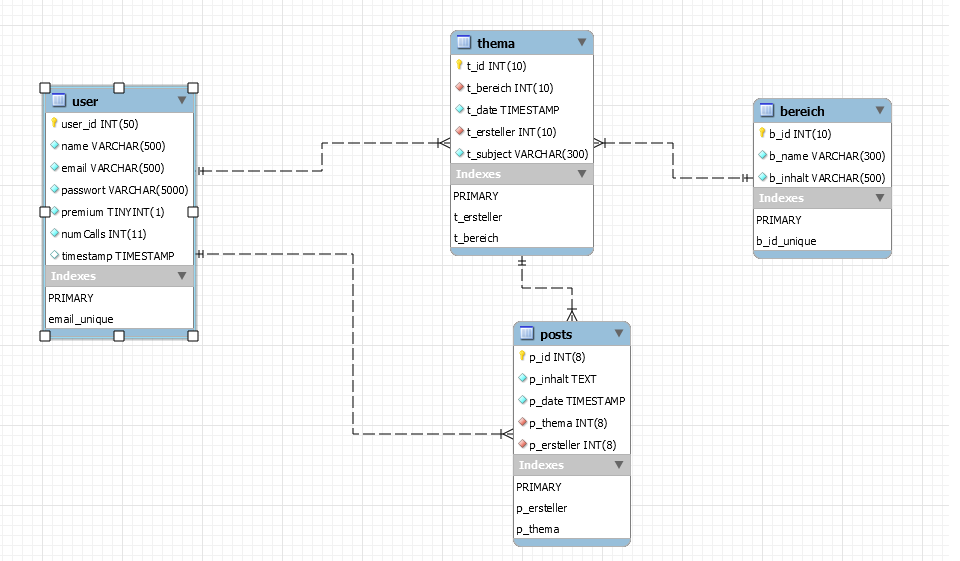 user
user_id INT(50)
name VARCHAR(500)
email VARCHAR(500)
passwort VARCHAR(5000)
premium TINYINT(1)
numCalls INT(11)
timestamp TIMESTAMP
Indexes
PRIMARY
email_unique
thema
t_id INT(10)
t_bereich INT(10)
t_date TIMESTAMP
t_ersteller INT(10)
t_subject VARCHAR(300)
Indexes
PRIMARY
t_ersteller
t_bereich
bereich
b_id INT(10)
b_name VARCHAR(300)
b_inhalt VARCHAR(500)
Indexes
PRIMARY
b_id_unique
posts
p_id INT(8)
p_inhalt TEXT
p_date TIMESTAMP
p_thema INT(8)
p_ersteller INT(8)
Indexes
PRIMARY
p_ersteller
p_thema